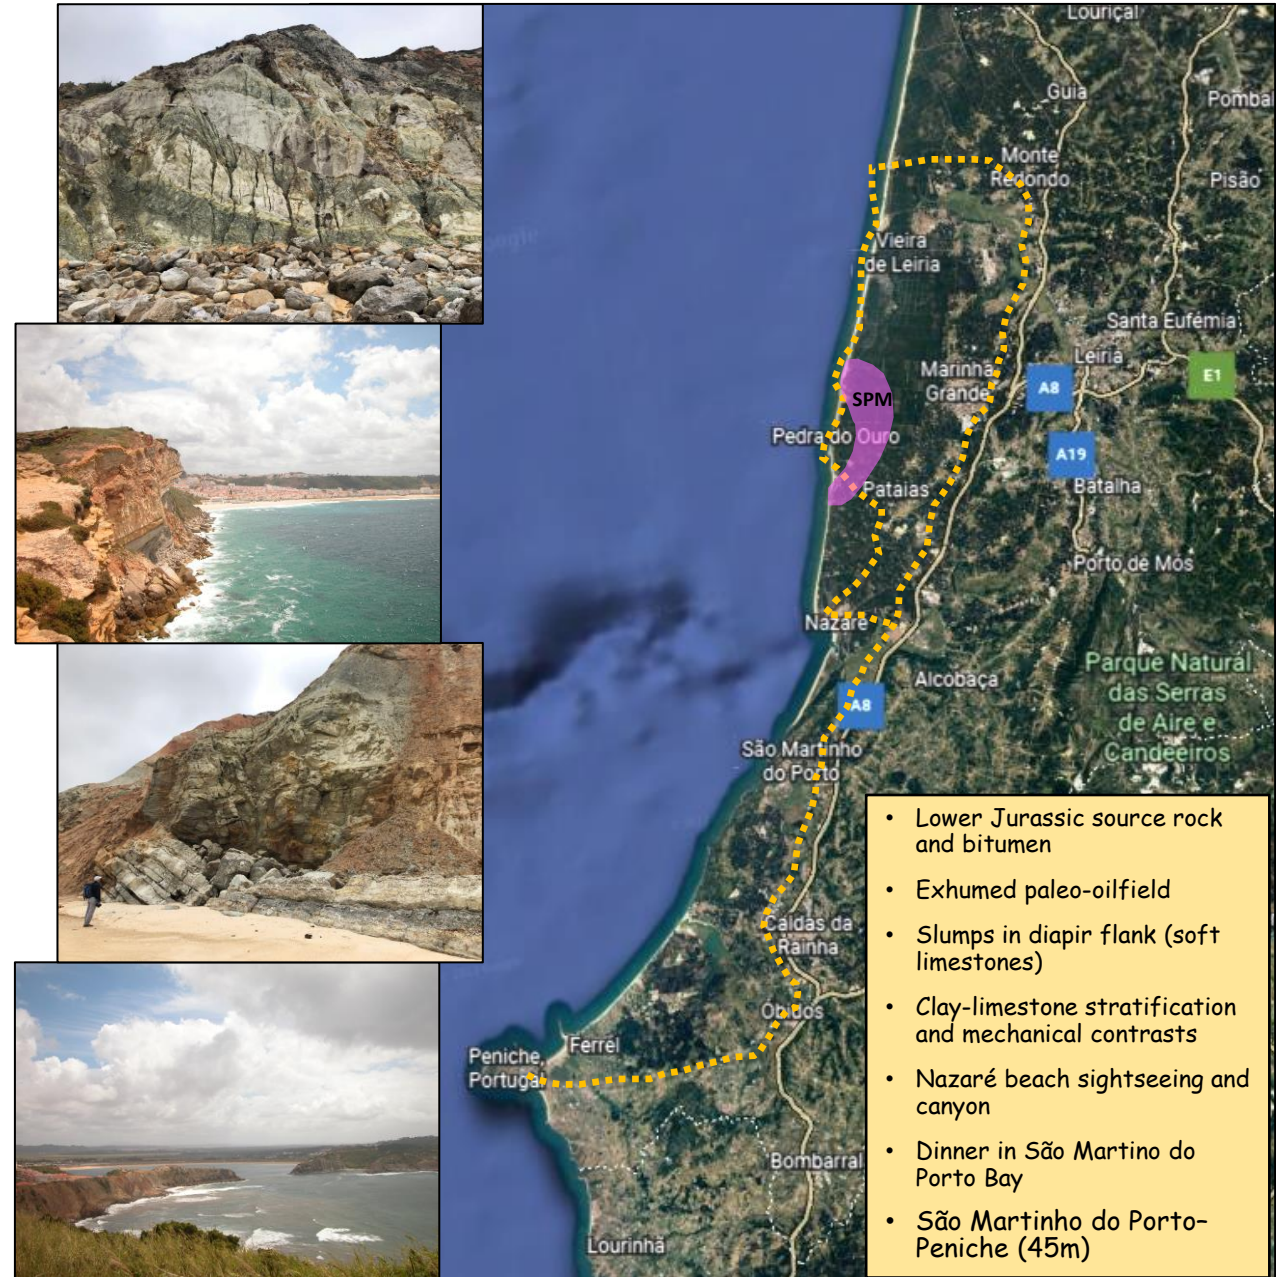 Louriçal
Guia
Pombal
Monte
Redondo
Pisão
Vieira
de Leiria
Santa Eufémia
Leiria
Marinha
Grande
A8
E1
SPM
Pedra do Ouro
A19
Pataias
Batalha
Porto de Mós
Nazaré
Alcobaça
Parque Natural
das Serras
de Aire e
Candeeiros
A8
São Martinho
do Porto
Caldas da
Rainha
Óbidos
Ferrel
Peniche,
Portugal
Bombarral
Lourinhã
• Lower Jurassic source rock
and bitumen
• Exhumed paleo-oilfield
• Slumps in diapir flank (soft
limestones)
• Clay-limestone stratification
and mechanical contrasts
• Nazaré beach sightseeing and
canyon
• Dinner in São Martino do
Porto Bay
• São Martinho do Porto–
Peniche (45m)